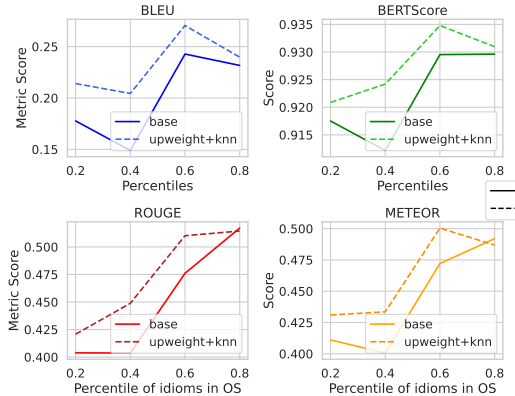 BLEU
BERTScore
Metric Score
0.25
0.20
0.15
base
upweight+knn
0.2 0.4 0.6 0.8
Percentiles
Score
0.935
0.930
0.925
0.920
0.915
base
upweight+knn
0.2 0.4 0.6 0.8
Percentiles
ROUGE
METEOR
Metric Score
0.500
0.475
0.450
0.425
0.400
base
upweight+knn
0.2 0.4 0.6 0.8
Percentile of idioms in OS
Score
0.500
0.475
0.450
0.425
0.400
base
upweight+knn
0.2 0.4 0.6 0.8
Percentile of idioms in OS